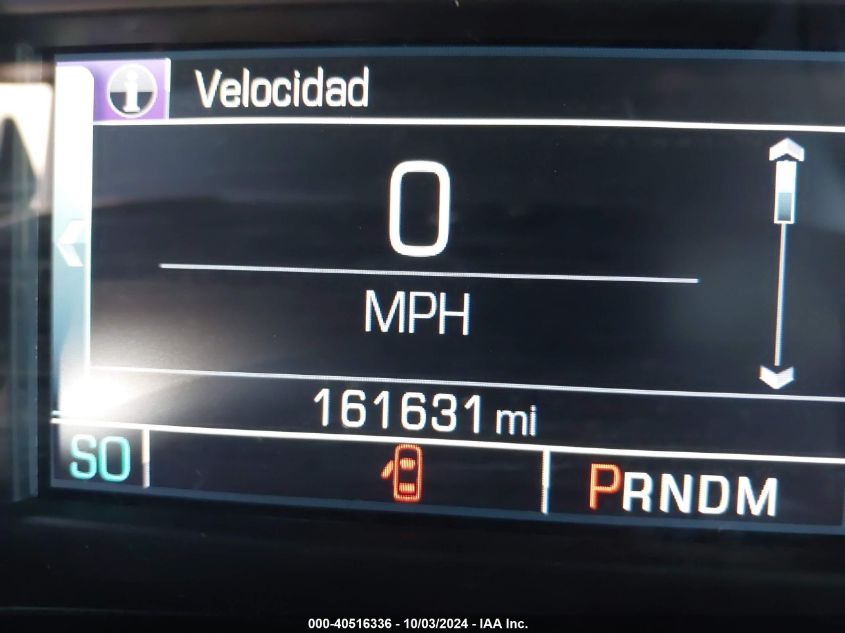 i Velocidad
0
MPH
161631 mi
SO
PRNDM
000-40516336 - 10/03/2024 - IAA Inc.